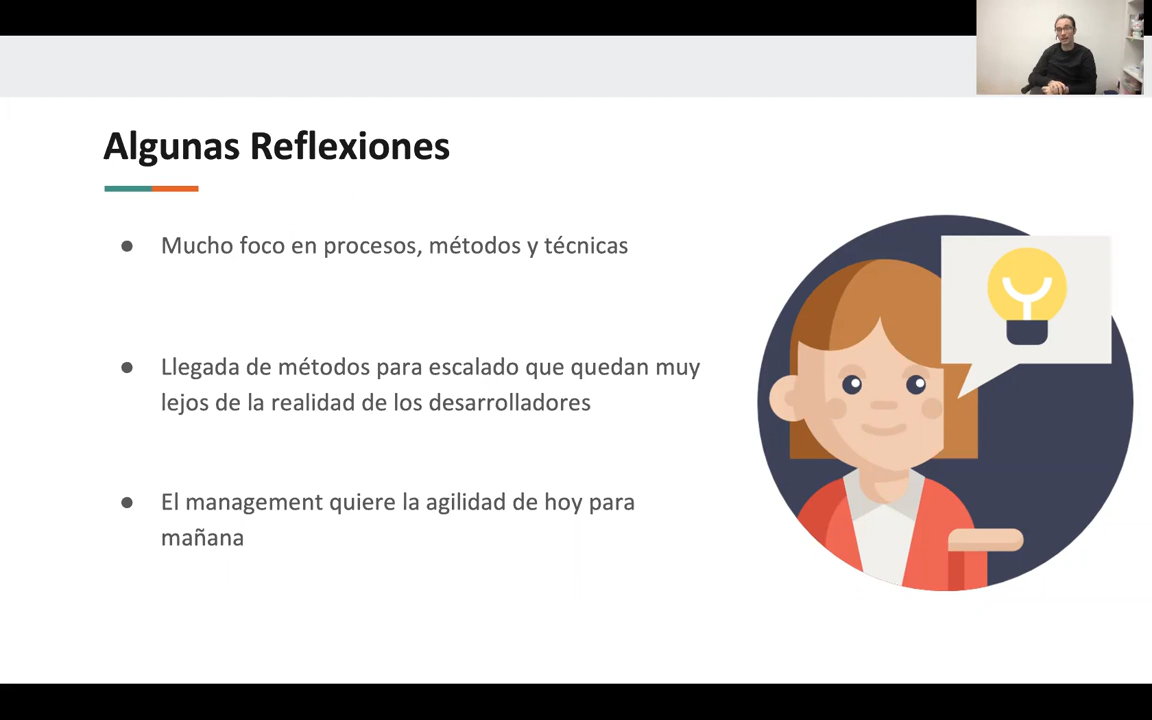 Algunas Reflexiones
● Mucho foco en procesos, métodos y técnicas
● Llegada de métodos para escalado que quedan muy
lejos de la realidad de los desarrolladores
● El management quiere la agilidad de hoy para
mañana